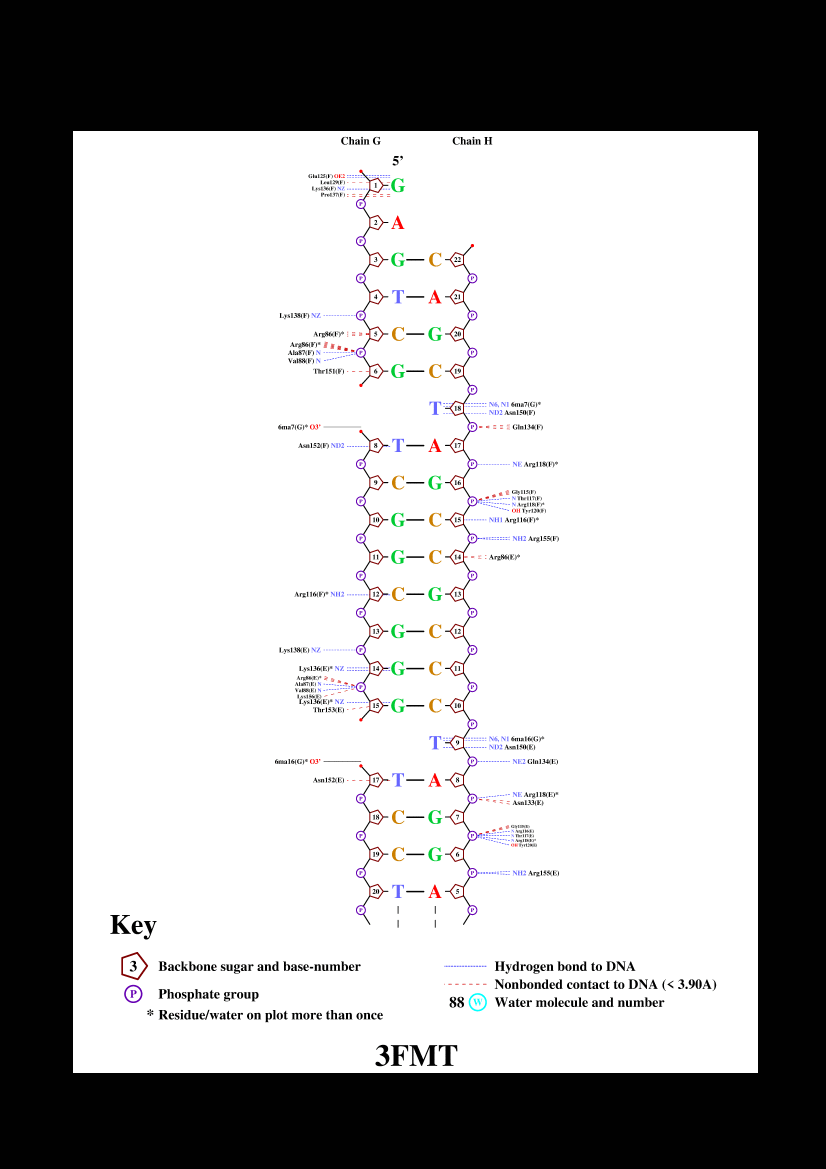 Chain G Chain H
5'
Glu125(F) OE2
Leu129(F)
Lys136(F) NZ
Pro137(F)
1 G
P
2 A
P
3 G C 22
P P
4 T A 21
Lys138(F) NZ P P
Arg86(F)* 5 C G 20
Arg86(F)*
Ala87(F) N P P
Val88(F) N
Thr151(F) 6 G C 19
P
T 18 N6, N1 6ma7(G)*
ND2 Asn150(F)
6ma7(G)* O3' P Gln134(F)
Asn152(F) ND2 8 T A 17
P P NE Arg118(F)*
9 C G 16
Gly115(F)
P P N Thr117(F)
N Arg118(F)*
OH Tyr120(F)
10 G C 15 NH1 Arg116(F)*
P P NH2 Arg155(F)
11 G C 14 Arg86(E)*
P P
Arg116(F)* NH2 12 C G 13
P P
13 G C 12
Lys138(E) NZ P P
Lys136(E)* NZ 14 G C 11
Arg86(E)*
Ala87(E) N P P
Val88(E) N
Lys136(E)* NZ
Thr153(E) 15 G C 10
P
T 9 N6, N1 6ma16(G)*
ND2 Asn150(E)
6ma16(G)* O3' P NE2 Gln134(E)
Asn152(E) 17 T A 8
P P NE Arg118(E)*
Asn133(E)
18 C G 7
P P N Thr117(E)
OH Tyr120(E)
19 C G 6
P P NH2 Arg155(E)
20 T A 5
P P
Key
3 Backbone sugar and base-number
P Phosphate group
* Residue/water on plot more than once
Hydrogen bond to DNA
Nonbonded contact to DNA (< 3.90A)
88 W Water molecule and number
3FMT